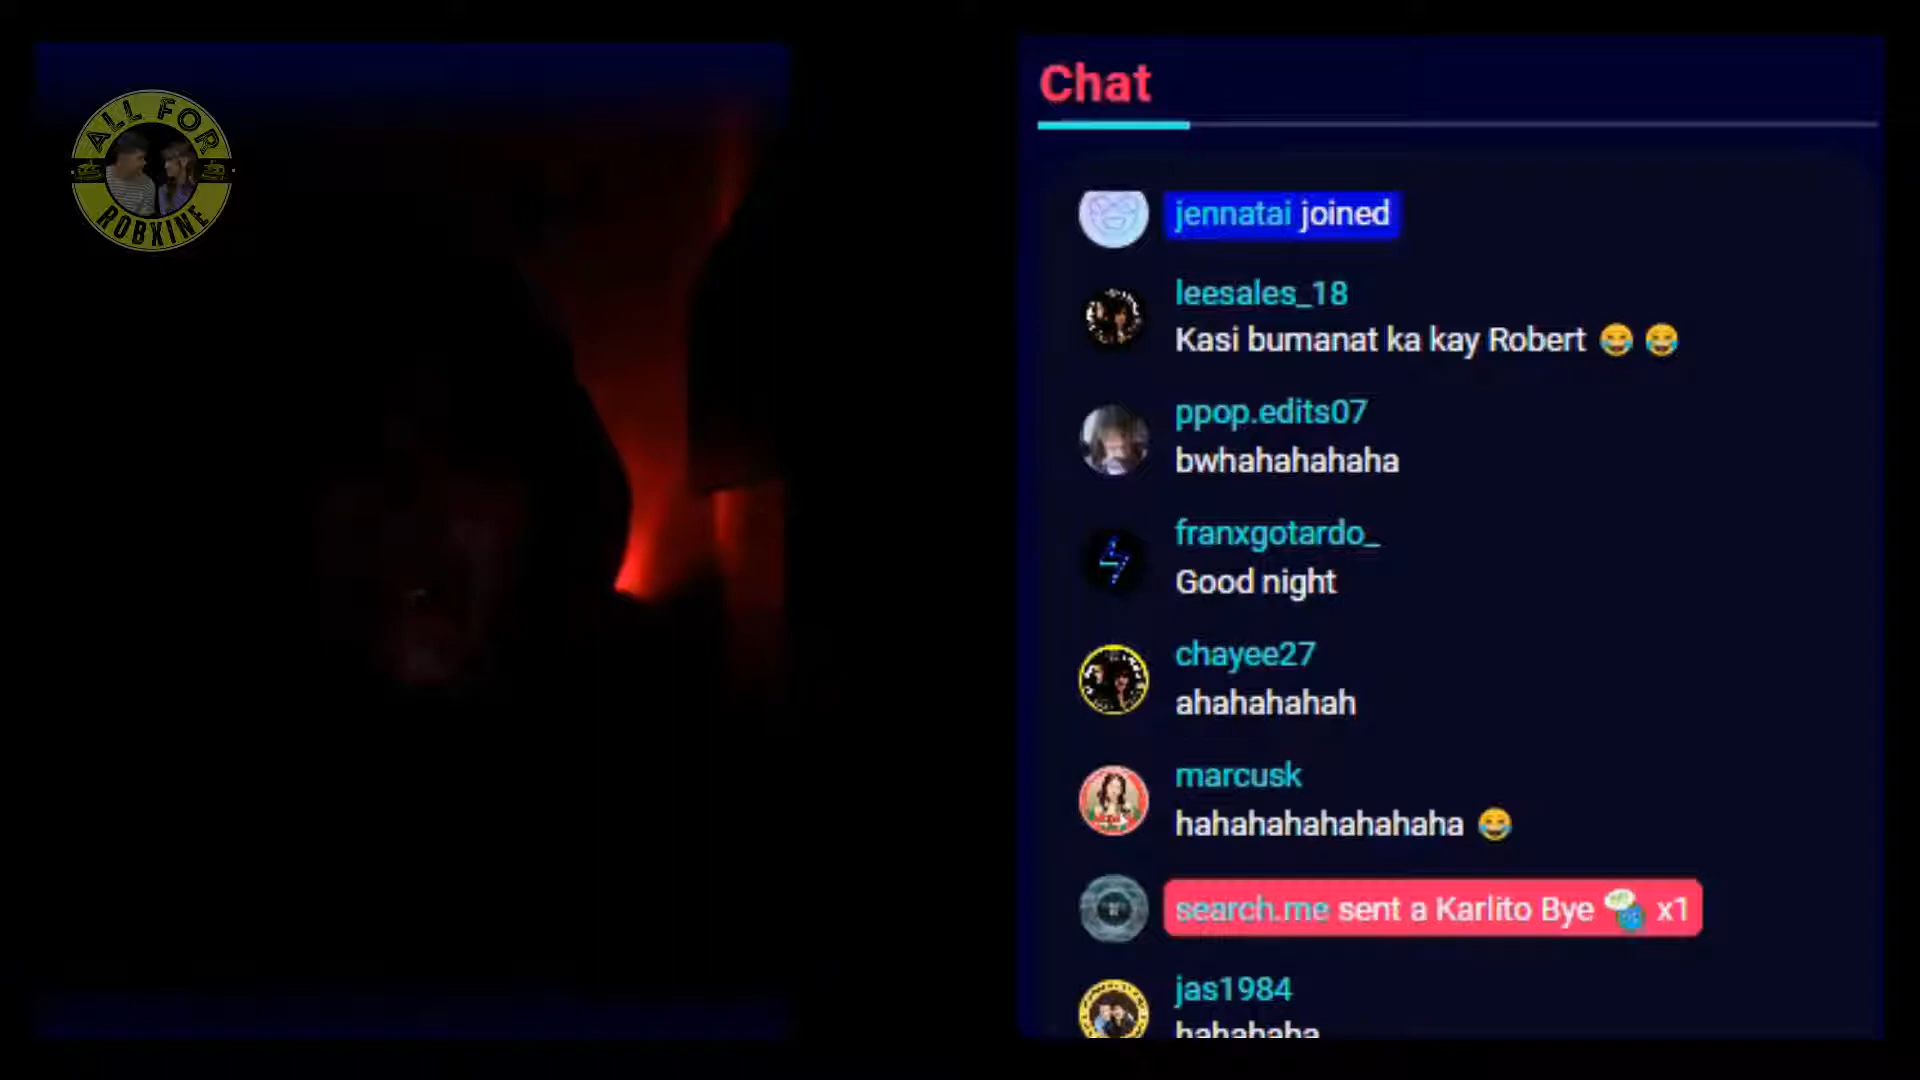 ALL FOR
ROBXINE
Chat
jennatai joined
leesales_18
Kasi bumanat ka kay Robert 😂 😂
ppop.edits07
bwhahahahaha
franxgotardo_
Good night
chayee27
ahahahahah
marcusk
hahahahahahahaha 😂
search.me sent a Karlito Bye x1
jas1984
hahahaha